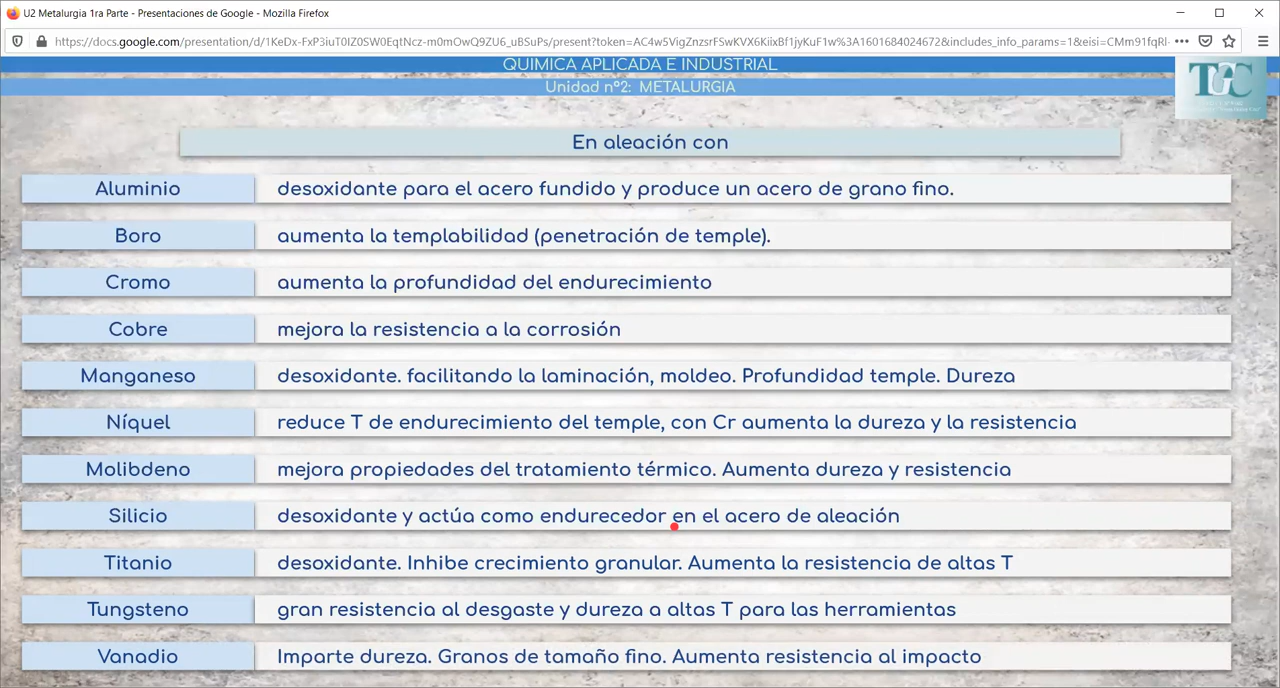 U2 Metalurgia 1ra Parte - Presentaciones de Google - Mozilla Firefox
QUIMICA APLICADA E INDUSTRIAL
Unidad nº2: METALURGIA
TGC
En aleación con
Aluminio desoxidante para el acero fundido y produce un acero de grano fino.
Boro aumenta la templabilidad (penetración de temple).
Cromo aumenta la profundidad del endurecimiento
Cobre mejora la resistencia a la corrosión
Manganeso desoxidante. facilitando la laminación, moldeo. Profundidad temple. Dureza
Níquel reduce T de endurecimiento del temple, con Cr aumenta la dureza y la resistencia
Molibdeno mejora propiedades del tratamiento térmico. Aumenta dureza y resistencia
Silicio desoxidante y actúa como endurecedor en el acero de aleación
Titanio desoxidante. Inhibe crecimiento granular. Aumenta la resistencia de altas T
Tungsteno gran resistencia al desgaste y dureza a altas T para las herramientas
Vanadio Imparte dureza. Granos de tamaño fino. Aumenta resistencia al impacto